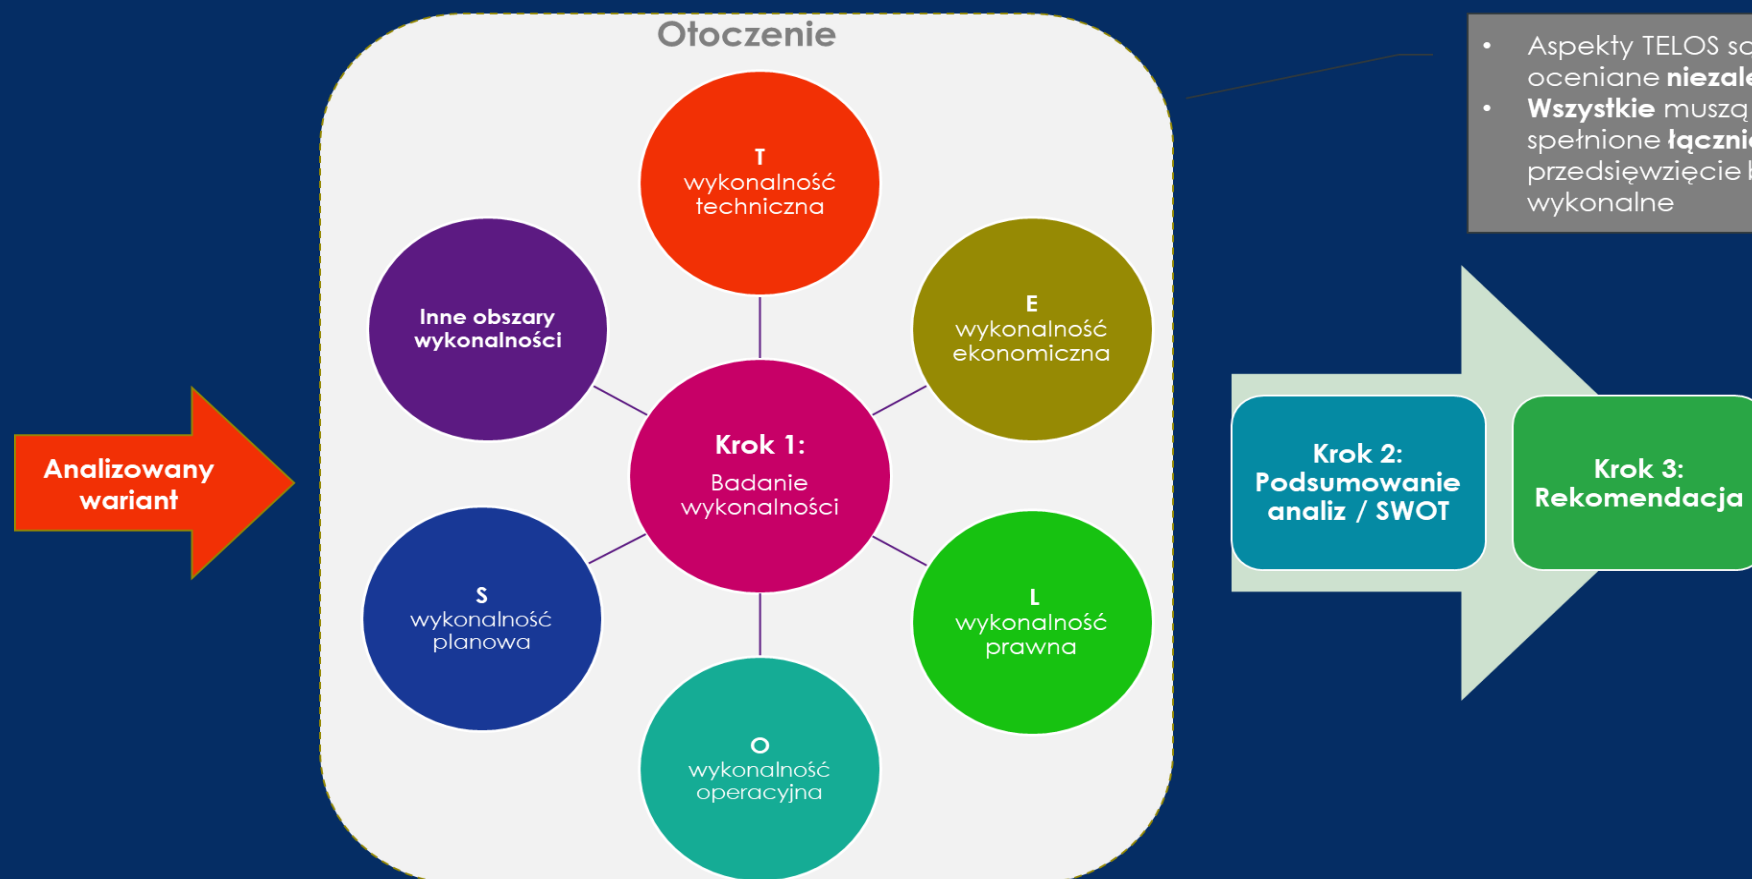 Otoczenie
• Aspekty TELOS są
oceniane
• Wszystkie muszą
spełnione łącznie
przedsięwzięcie
wykonalne
T
wykonalność
techniczna
Inne obszary
wykonalności
E
wykonalność
ekonomiczna
Analizowany
wariant
Krok 1:
Badanie
wykonalności
Krok 2:
Podsumowanie
analiz / SWOT
Krok 3:
Rekomendacja
S
wykonalność
planowa
L
wykonalność
prawna
O
wykonalność
operacyjna